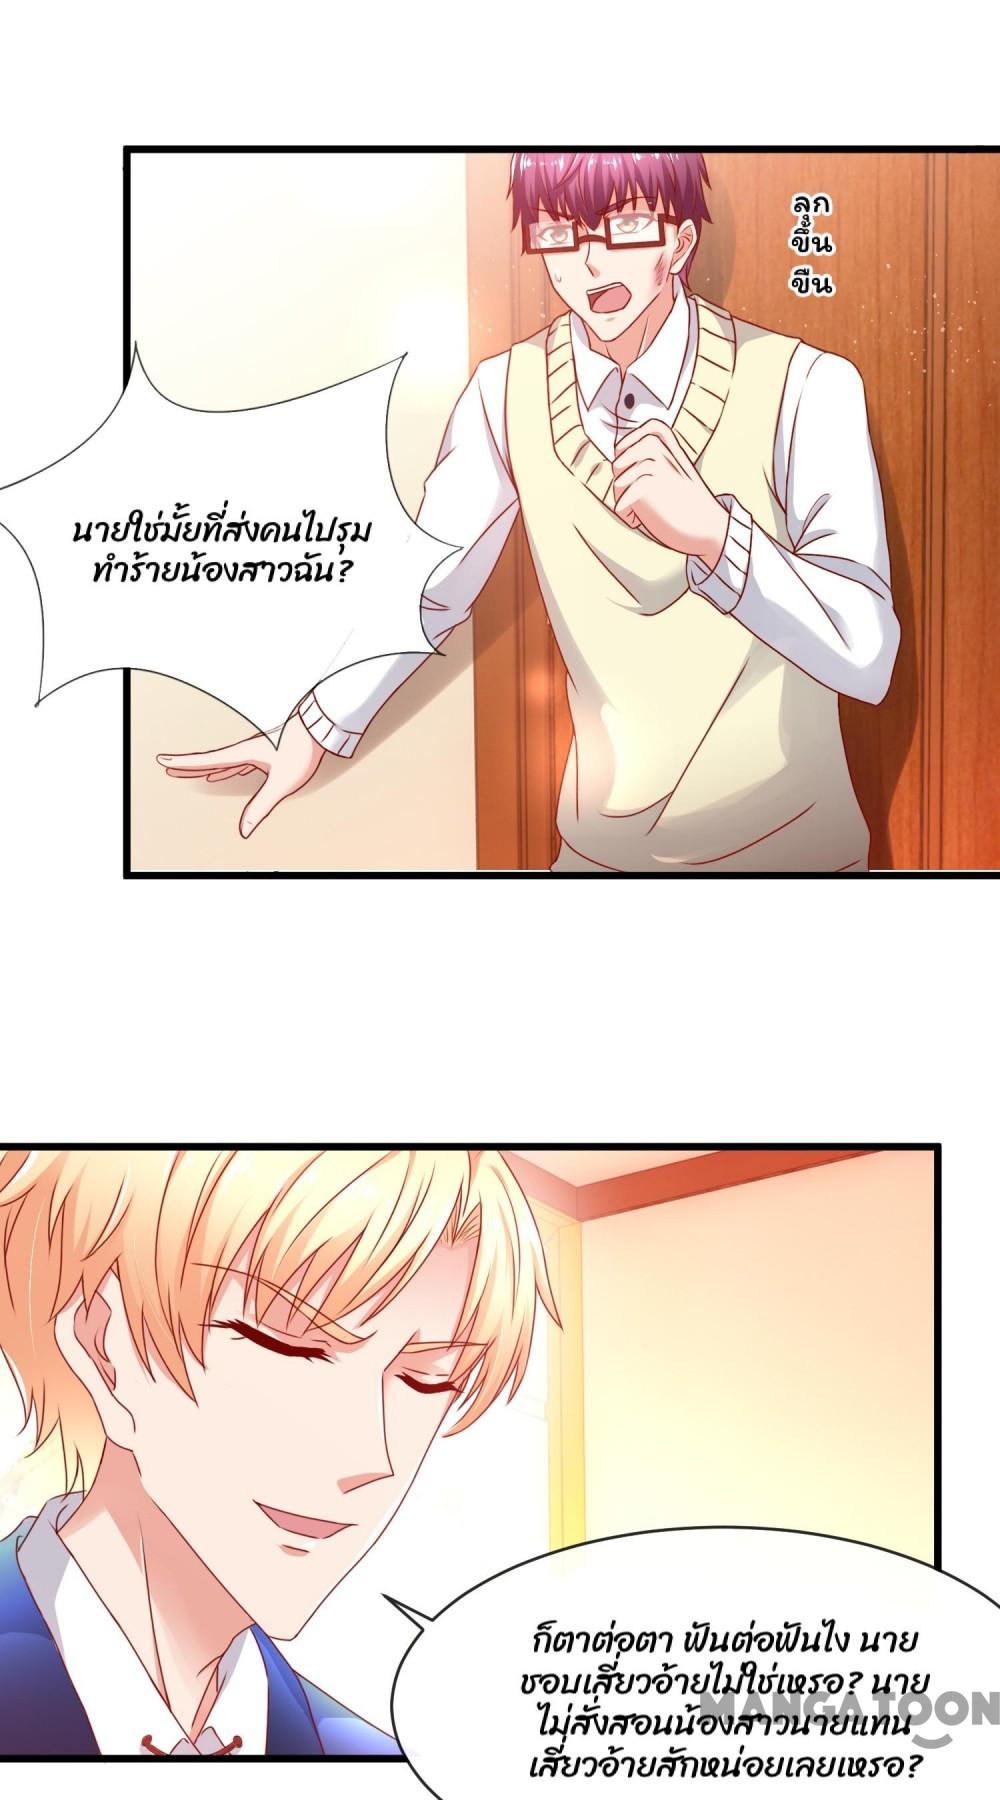 ลุก
ขึ้น
ยืน
นายใช่มั้ยที่ส่งคนไปรุม
ทำร้ายน้องสาวฉัน?
ก็ตาต่อตา ฟันต่อฟันไง นาย
ชอบเสี่ยวอ้ายไม่ใช่เหรอ? นาย
ไม่สั่งสอนน้องสาวนายแทน
เสี่ยวอ้ายสักหน่อยเลยเหรอ?
MANGATOON